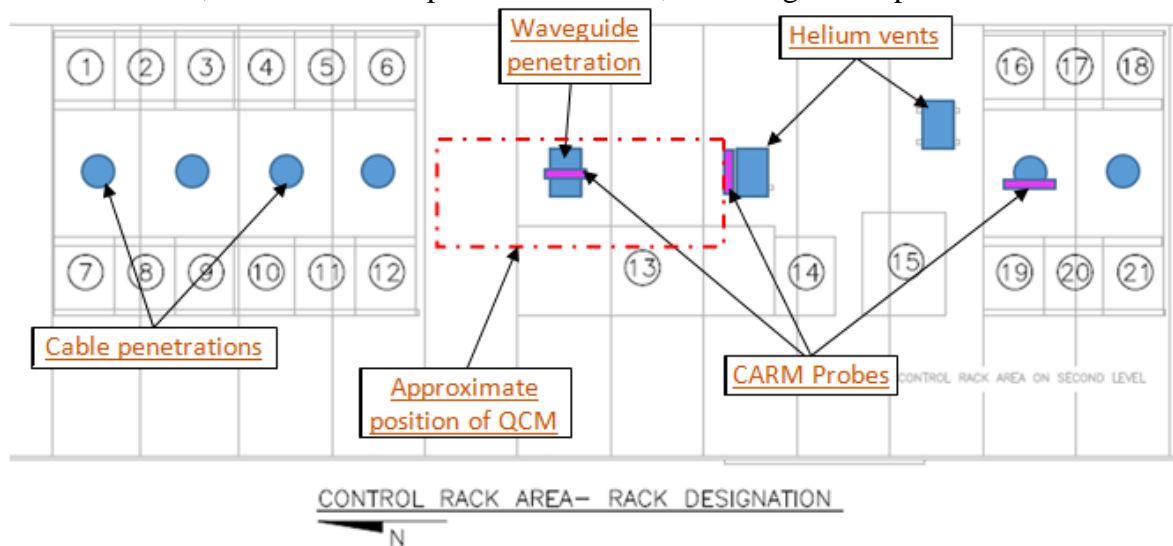 Waveguide
penetration
Helium vents
1 2 3 4 5 6
16 17 18
13
14
15
7 8 9 10 11 12
19 20 21
Cable penetrations
Approximate
position of QCM
CARM Probes
CONTROL RACK AREA ON SECOND LEVEL
CONTROL RACK AREA– RACK DESIGNATION
N